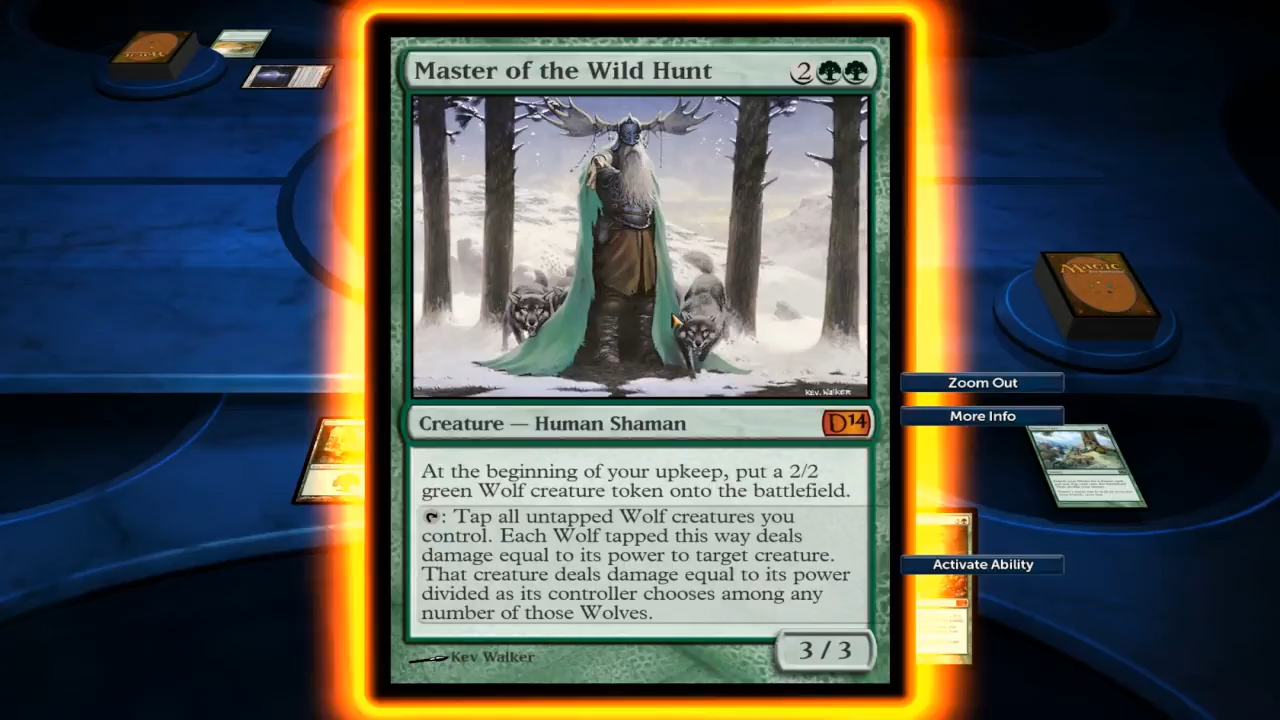 Master of the Wild Hunt 2
KEV. WALKER
Creature — Human Shaman D14
At the beginning of your upkeep, put a 2/2
green Wolf creature token onto the battlefield.
: Tap all untapped Wolf creatures you
control. Each Wolf tapped this way deals
damage equal to its power to target creature.
That creature deals damage equal to its power
divided as its controller chooses among any
number of those Wolves.
3 / 3
Kev Walker
MAGIC
Zoom Out
More Info
Activate Ability